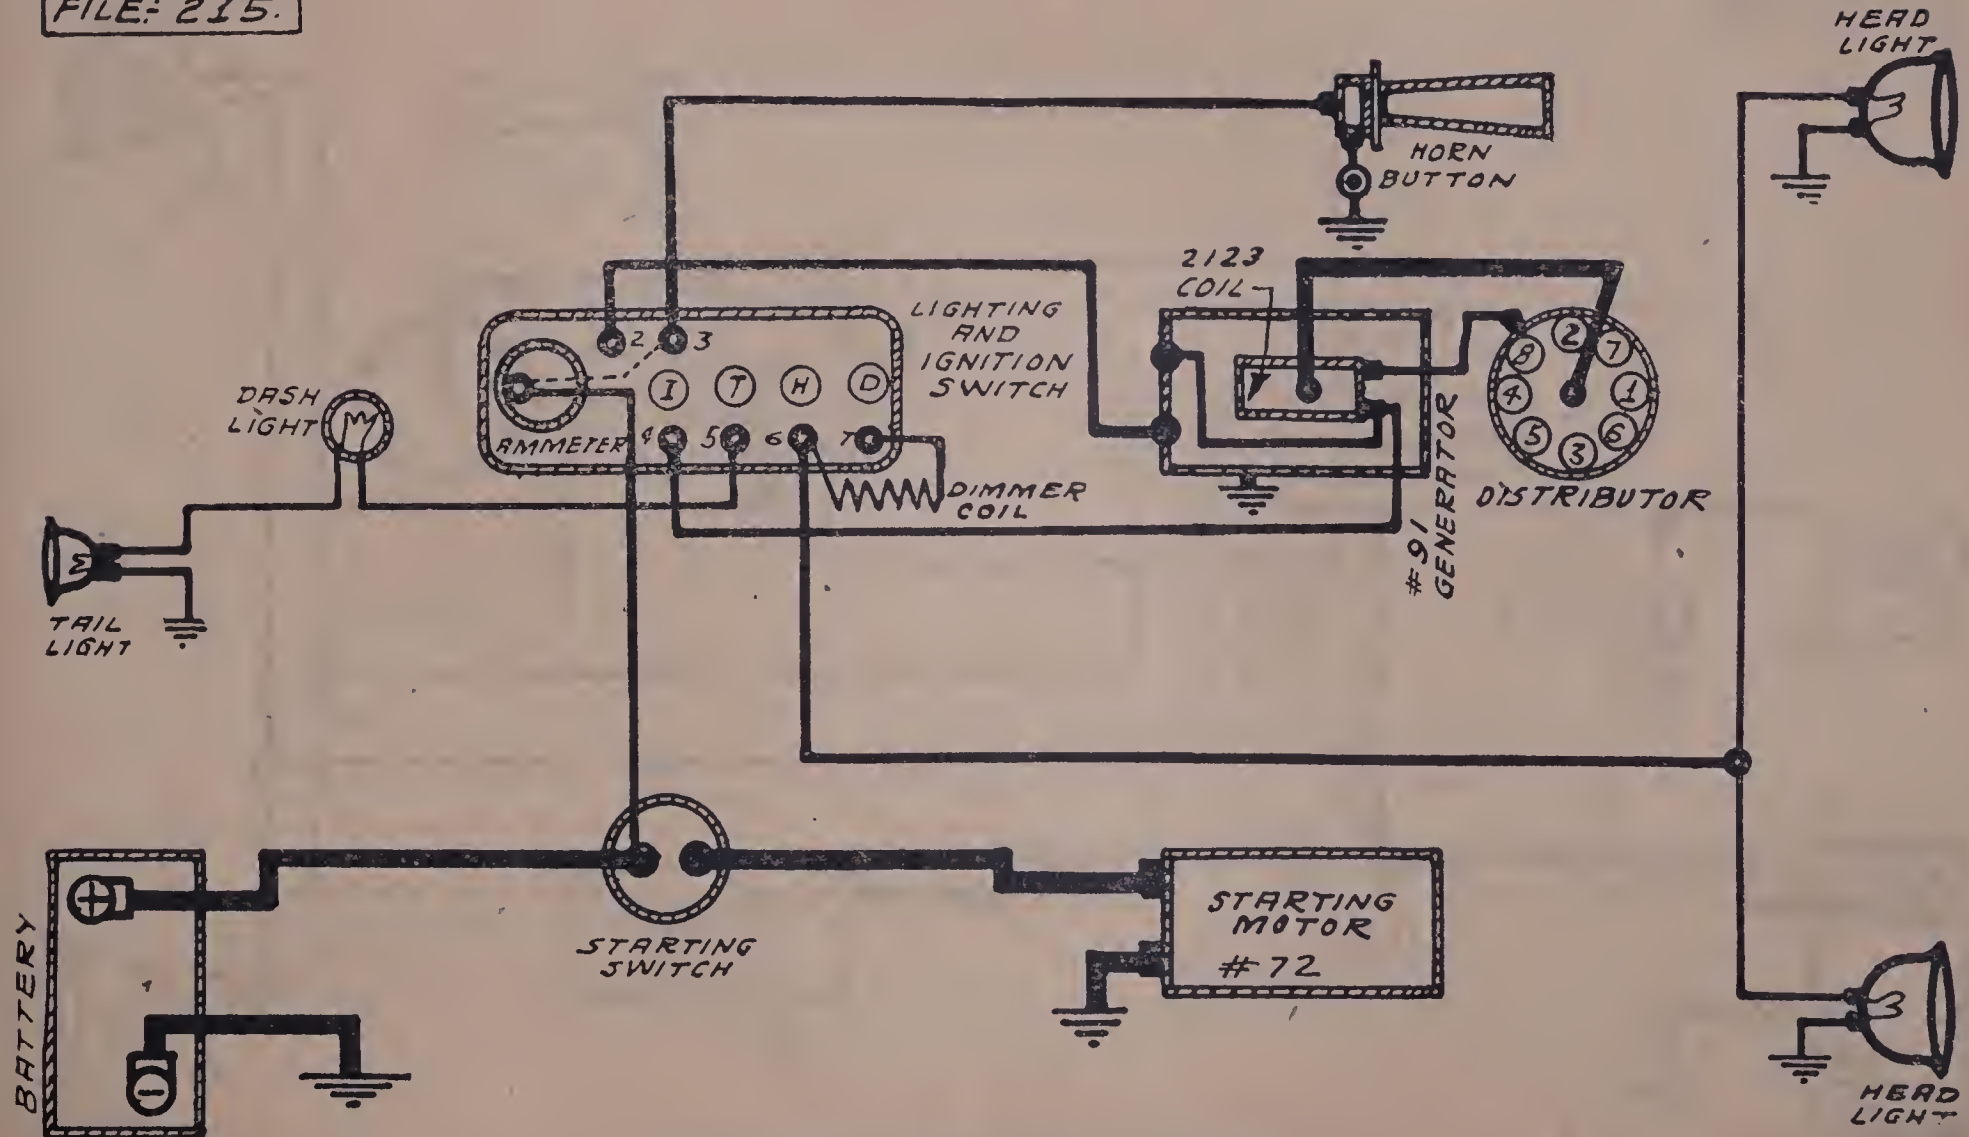 FILE: 215.
HEAD
LIGHT
HORN
BUTTON
2123
COIL
LIGHTING
AND
IGNITION
SWITCH
2 3
I T H D
AMMETER 4 5 6 7
DASH
LIGHT
DIMMER
COIL
#91
GENERATOR
8 2 7
4 1
5 3 6
DISTRIBUTOR
TAIL
LIGHT
STARTING
SWITCH
STARTING
MOTOR
#72
BATTERY
+
−
HEAD
LIGHT